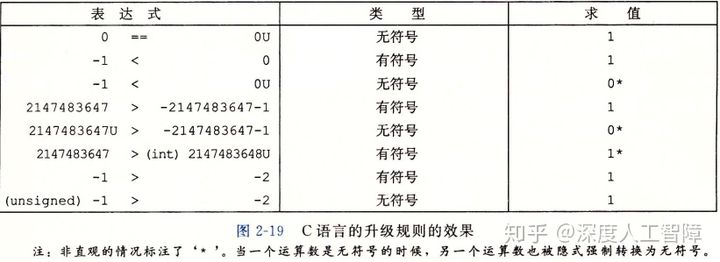 表 达 式 类 型 求 值
0 == 0U 无符号 1
-1 < 0 有符号 1
-1 < 0U 无符号 0*
2147483647 > -2147483647-1 有符号 1
2147483647U > -2147483647-1 无符号 0*
2147483647 > (int) 2147483648U 有符号 1*
-1 > -2 有符号 1
(unsigned) -1 > -2 无符号 1
图 2-19 C 语言的升级规则的效果
知乎 @深度人工智障
注：非直观的情况标注了‘*’。当一个运算数是无符号的时候，另一个运算数也被隐式强制转换为无符号。